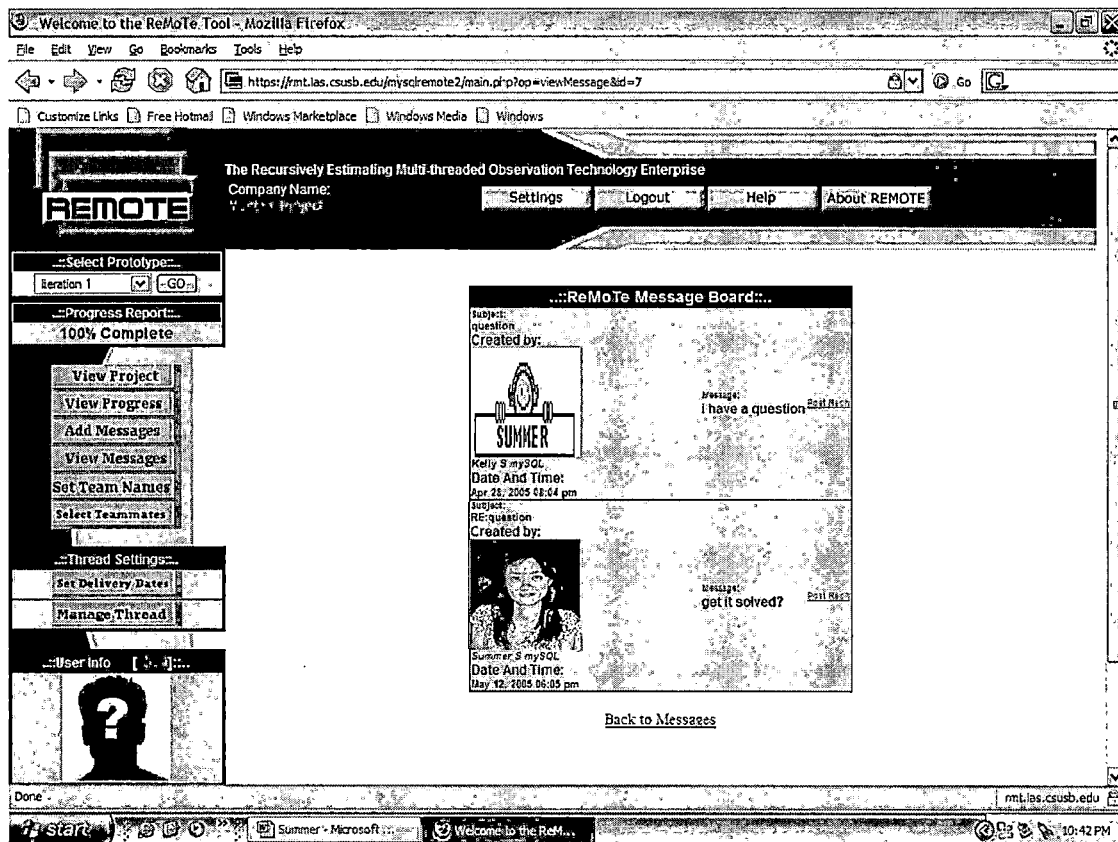 Welcome to the ReMoTe Tool - Mozilla Firefox
File Edit View Go Bookmarks Tools Help
https://rmt.ias.csusb.edu/mysqlremote2/main.php?op=viewMessage&id=7
Go
Customize Links Free Hotmail Windows Marketplace Windows Media Windows
The Recursively Estimating Multi-threaded Observation Technology Enterprise
Company Name:
REMOTE
Settings Logout Help About REMOTE
..::Select Prototype::..
Iteration 1 -GO-
..::Progress Report::..
100% Complete
View Project
View Progress
Add Messages
View Messages
Set Team Names
Select Teammates
..::Thread Settings::..
Set Delivery Dates
Manage Thread
..::User Info
?
..::ReMoTe Message Board::..
Subject:
question
Created by:
SUMMER
Kelly S mySQL
Date And Time:
Apr 28, 2005 08:04 pm
Message:
i have a question
Post Reply
Subject:
RE:question
Created by:
Summer S mySQL
Date And Time:
May 12, 2005 06:05 pm
Message:
get it solved?
Post Reply
Back to Messages
Done
rmt.ias.csusb.edu
start Summer - Microsoft ... Welcome to the ReM... 10:42 PM